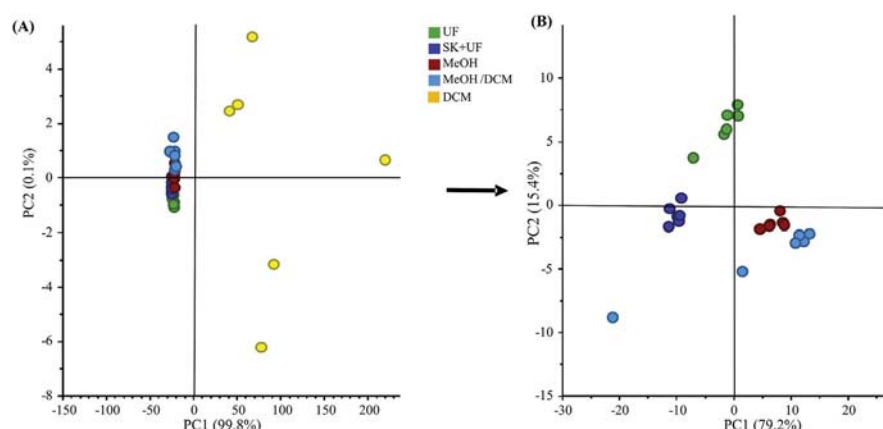 (A)
PC2 (0.1%)
4
2
0
-2
-4
-6
-8
-150
-100
-50
0
50
100
150
200
PC1 (99.8%)
UF
SK+UF
MeOH
MeOH/DCM
DCM
(B)
PC2 (15.4%)
10
5
0
-5
-10
-15
-30
-20
-10
0
10
20
PC1 (79.2%)